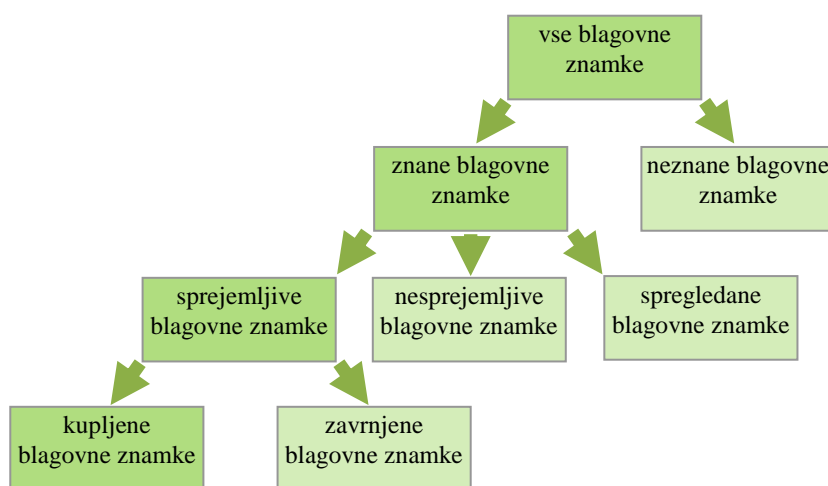 vse blagovne
znamke
znane blagovne
znamke
neznane blagovne
znamke
sprejemljive
blagovne znamke
nesprejemljive
blagovne znamke
spregledane
blagovne znamke
kupljene
blagovne znamke
zavrnjene
blagovne znamke